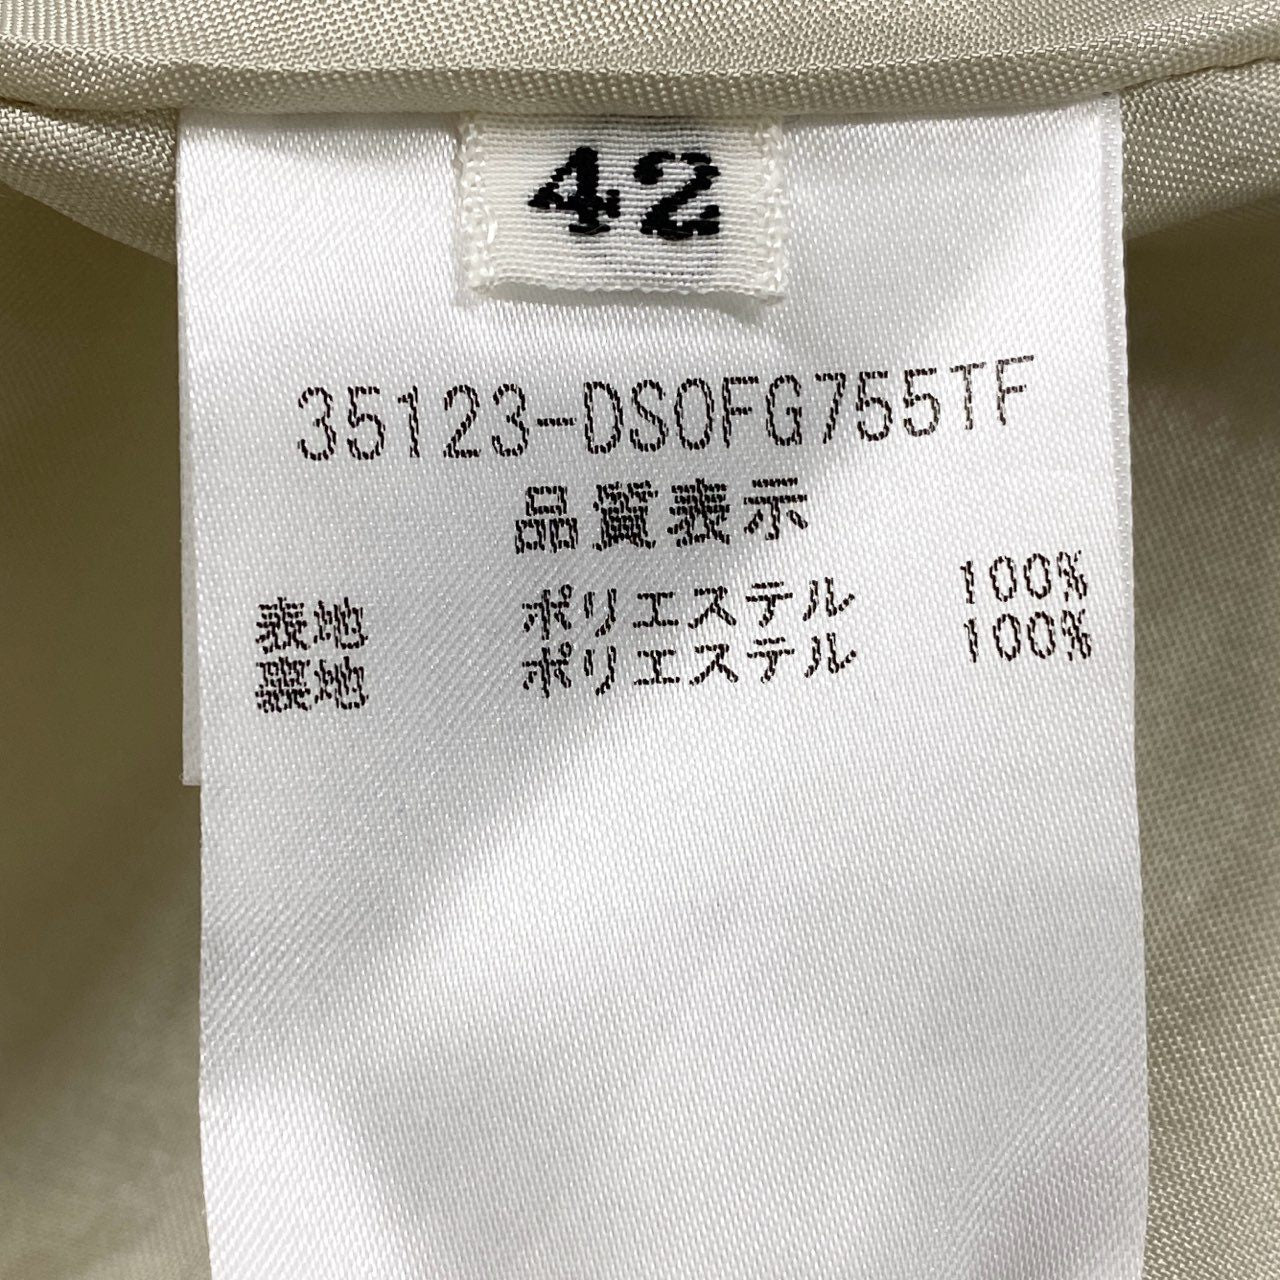 42
35123-DSOFG755TF
品質表示
表地 ポリエステル 100%
裏地 ポリエステル 100%